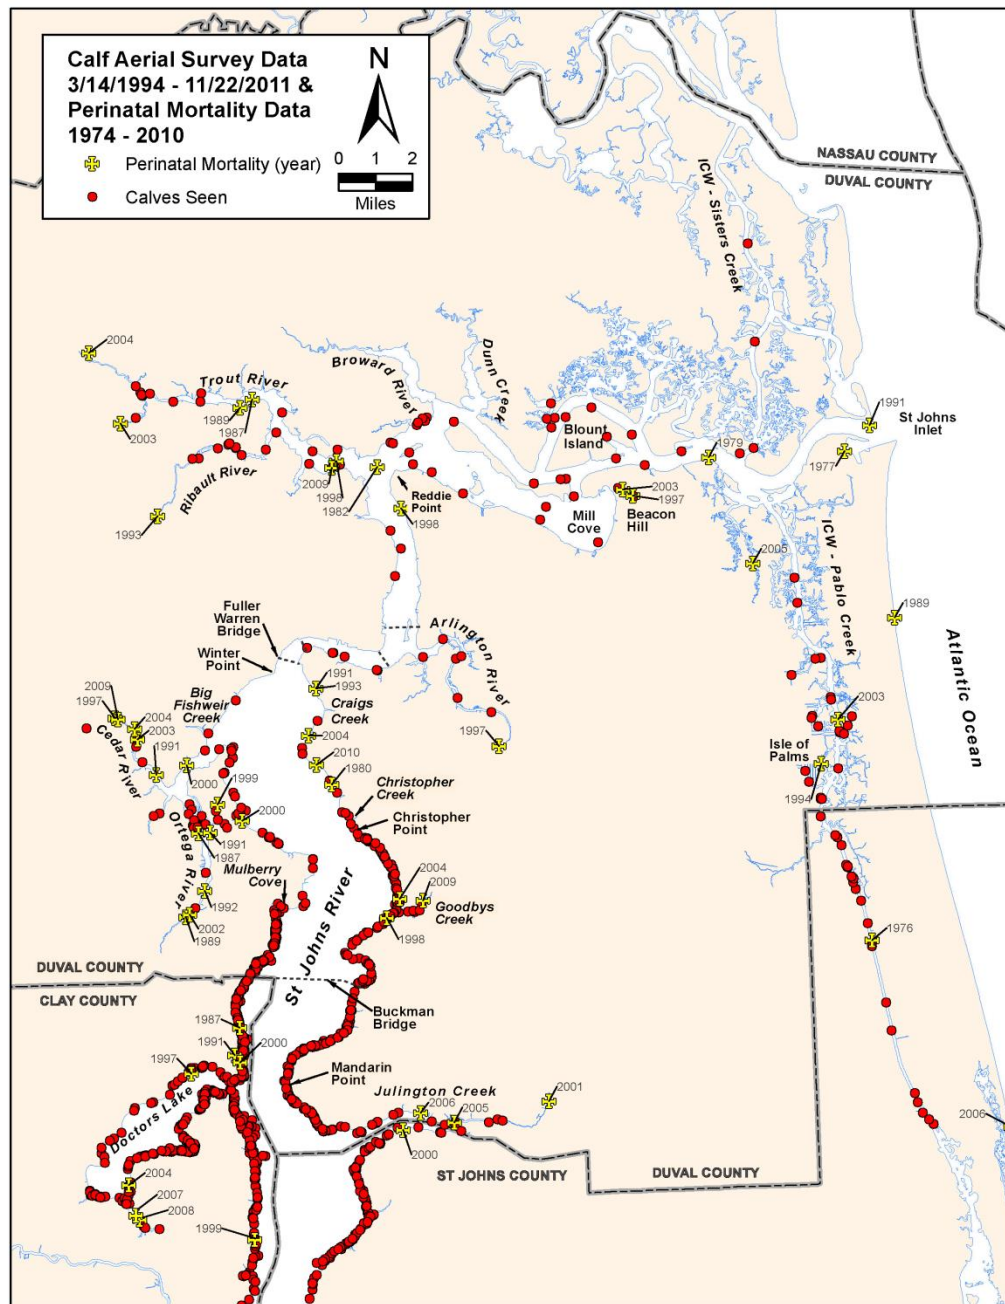 Calf Aerial Survey Data
3/14/1994 - 11/22/2011 &
Perinatal Mortality Data
1974 - 2010
Perinatal Mortality (year)
Calves Seen
N
0 1 2
Miles
NASSAU COUNTY
DUVAL COUNTY
ICW - Sisters Creek
2004
Trout River
Broward River
Dunn Creek
1989
1987
2003
Blount
Island
1991
St Johns
Inlet
1979
1977
Ribault River
2009
1998
1982
Reddie
Point
1998
2003
1997
Mill
Cove
Beacon
Hill
1993
ICW - Pablo Creek
2005
1989
Fuller
Warren
Bridge
Arlington River
Winter
Point
Atlantic Ocean
1991
1993
2009
1997
Big
Fishweir
Creek
Craigs
Creek
2004
2003
2003
Cedar River
1991
2004
1997
2000
2010
Isle of
Palms
1999
1980
1994
Christopher
Creek
2000
Christopher
Point
Ortega River
1991
1987
Mulberry
Cove
2004
2009
1992
Goodbys
Creek
St Johns River
2002
1989
1998
1976
DUVAL COUNTY
CLAY COUNTY
Buckman
Bridge
1987
1991
2000
1997
Mandarin
Point
Julington Creek
2001
2006
2005
Doctors Lake
2006
2000
ST JOHNS COUNTY
DUVAL COUNTY
2004
2007
2008
1999